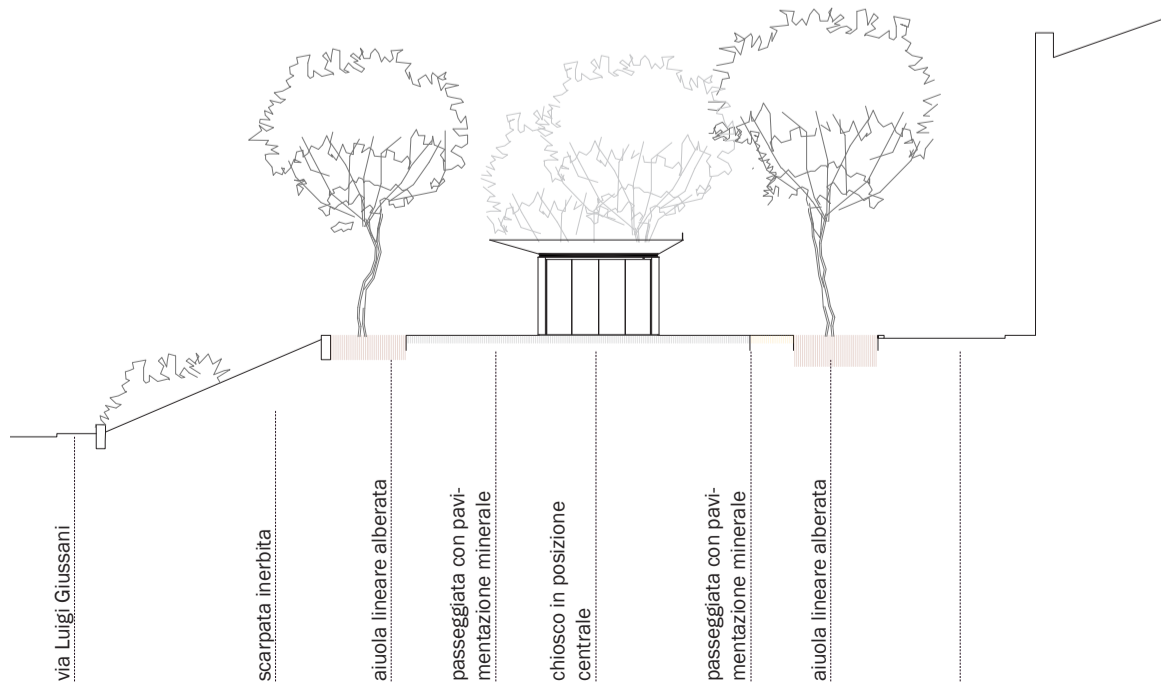 via Luigi Giussani
scarpata inerbita
aiuola lineare alberata
passeggiata con pavi-
mentazione minerale
chiosco in posizione
centrale
passeggiata con pavi-
mentazione minerale
aiuola lineare alberata